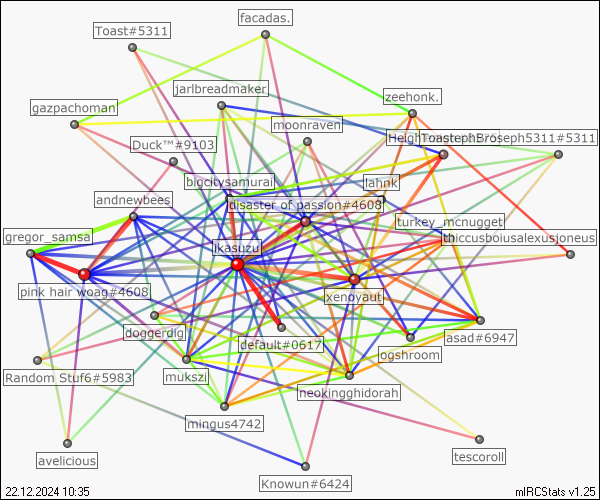 facadas.
Toast#5311
jarlbreadmaker
zeehonk.
gazpachoman
moonraven
Duck™#9103
ToastephBroseph5311#5311
bigcitysamurai
lahnk
andnewbees
disaster of passion#4608
turkey_mcnugget
gregor_samsa
ikasuzu
thiccusboiusalexusjoneus
pink hair woag#4608
xenoyaut
doggerdig
default#0617
asad#6947
ogshroom
Random Stuf6#5983
mukszi
neokingghidorah
mingus4742
avelicious
tescoroll
Knowun#6424
22.12.2024 10:35
mIRCStats v1.25